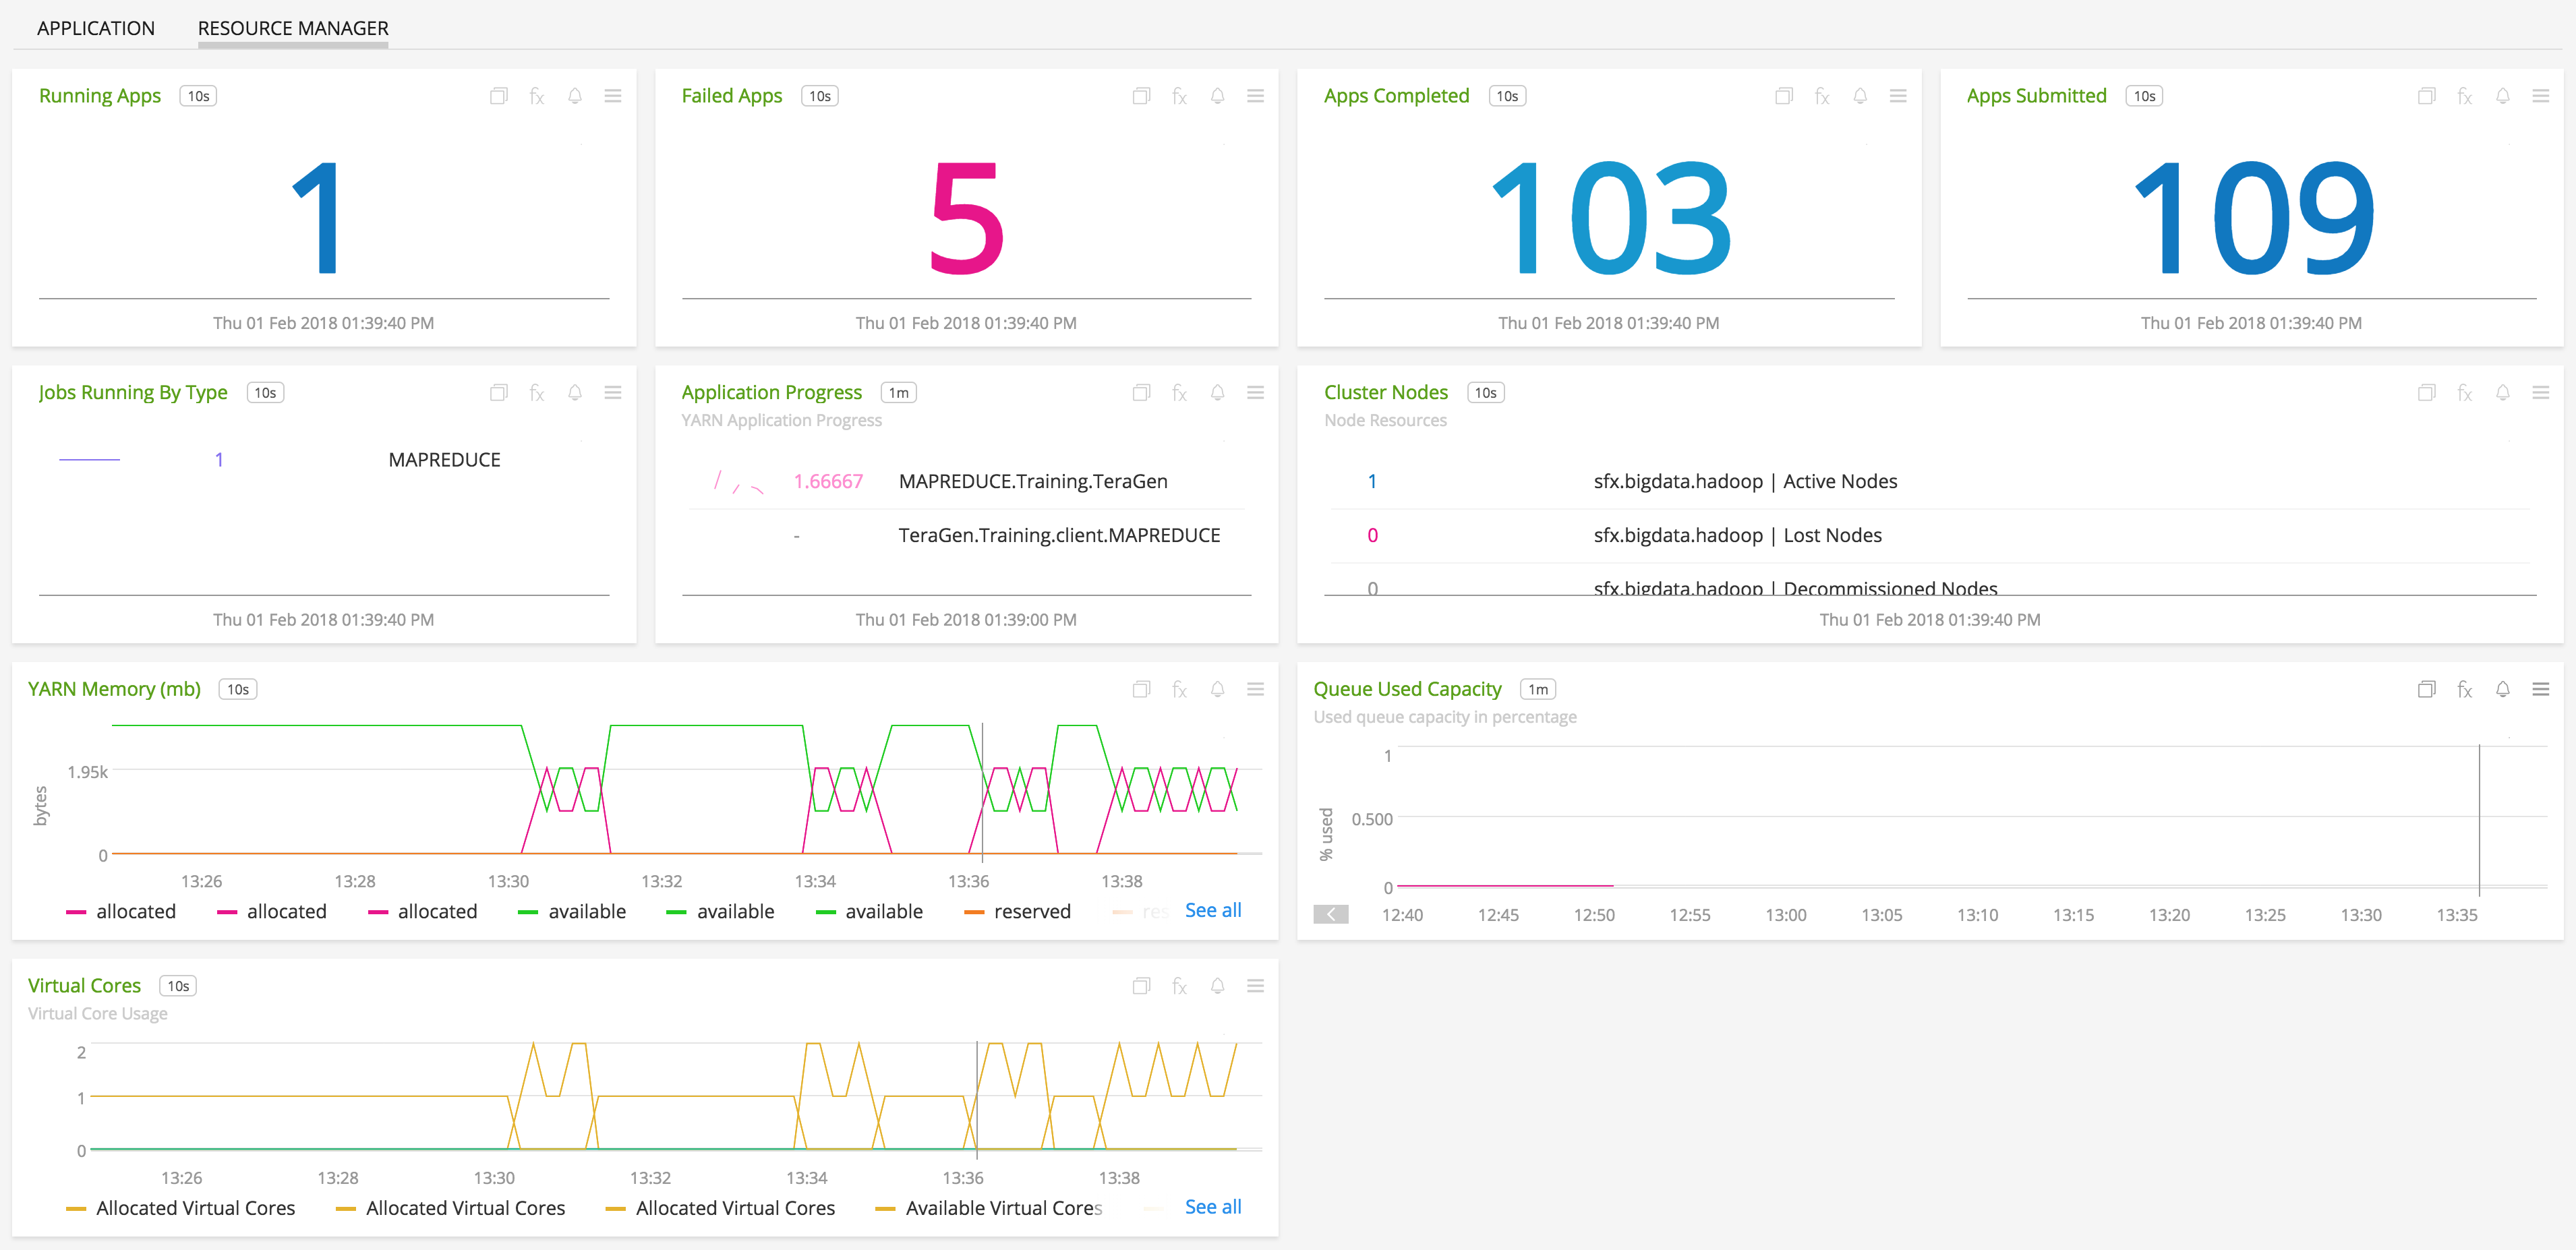 APPLICATION RESOURCE MANAGER
Running Apps 10s fx
1
Thu 01 Feb 2018 01:39:40 PM
Failed Apps 10s fx
5
Thu 01 Feb 2018 01:39:40 PM
Apps Completed 10s fx
103
Thu 01 Feb 2018 01:39:40 PM
Apps Submitted 10s fx
109
Thu 01 Feb 2018 01:39:40 PM
Jobs Running By Type 10s fx
1 MAPREDUCE
Thu 01 Feb 2018 01:39:40 PM
Application Progress 1m fx
YARN Application Progress
1.66667 MAPREDUCE.Training.TeraGen
- TeraGen.Training.client.MAPREDUCE
Thu 01 Feb 2018 01:39:00 PM
Cluster Nodes 10s fx
Node Resources
1 sfx.bigdata.hadoop | Active Nodes
0 sfx.bigdata.hadoop | Lost Nodes
0 sfx.bigdata.hadoop | Decommissioned Nodes
Thu 01 Feb 2018 01:39:40 PM
YARN Memory (mb) 10s fx
bytes
1.95k
0
13:26 13:28 13:30 13:32 13:34 13:36 13:38
allocated allocated allocated available available available reserved res See all
Queue Used Capacity 1m fx
Used queue capacity in percentage
% used
1
0.500
0
12:40 12:45 12:50 12:55 13:00 13:05 13:10 13:15 13:20 13:25 13:30 13:35
Virtual Cores 10s fx
Virtual Core Usage
2
1
0
13:26 13:28 13:30 13:32 13:34 13:36 13:38
Allocated Virtual Cores Allocated Virtual Cores Allocated Virtual Cores Available Virtual Cores See all